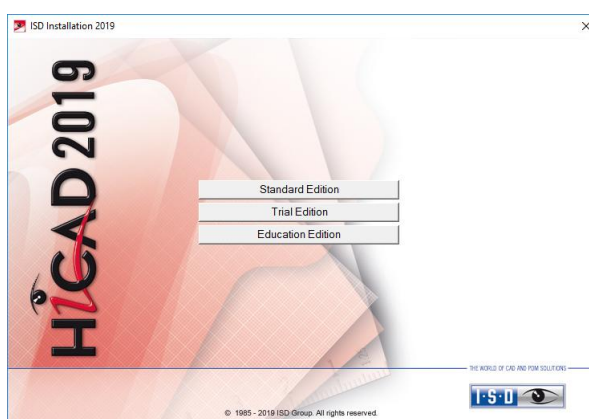 ISD Installation 2019
HiCAD 2019
Standard Edition
Trial Edition
Education Edition
THE WORLD OF CAD AND PDM SOLUTIONS
I·S·D
© 1985 - 2019 ISD Group. All rights reserved.